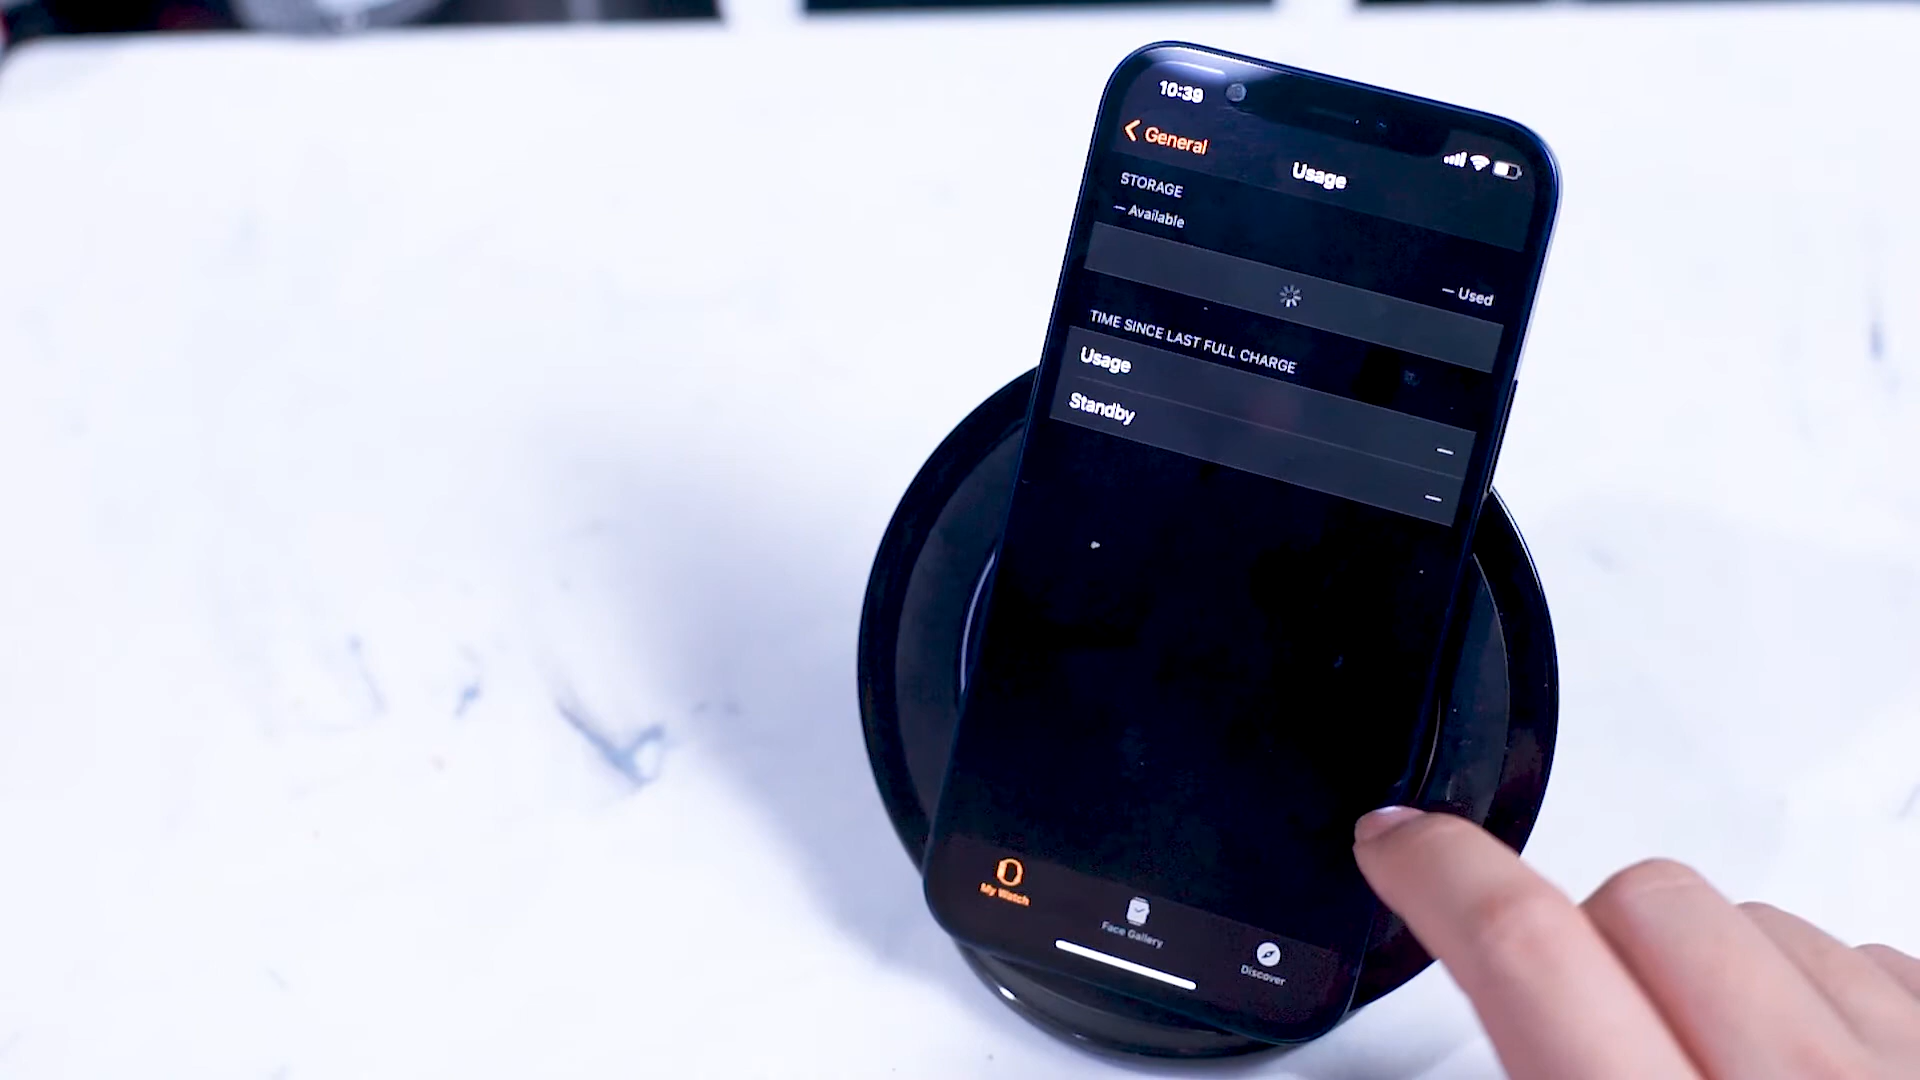 10:39
General
Usage
STORAGE
— Available
— Used
TIME SINCE LAST FULL CHARGE
Usage —
Standby —
My Watch
Face Gallery
Discover